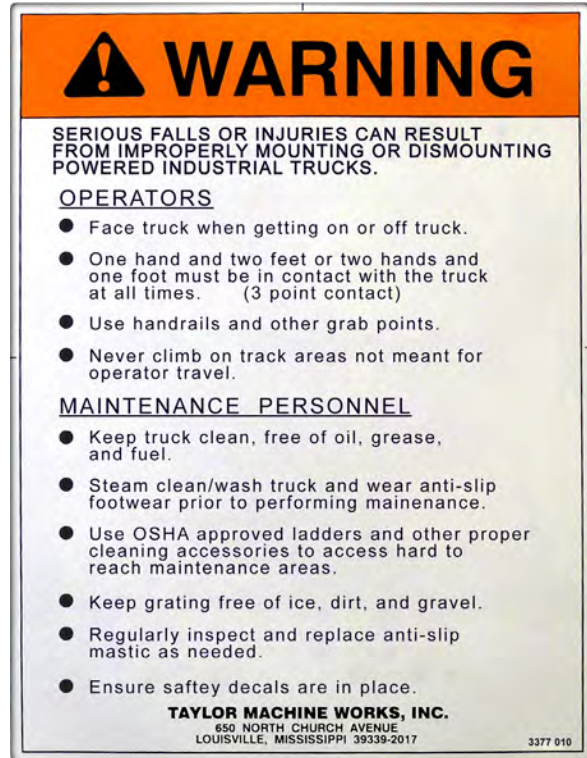 WARNING
SERIOUS FALLS OR INJURIES CAN RESULT
FROM IMPROPERLY MOUNTING OR DISMOUNTING
POWERED INDUSTRIAL TRUCKS.
OPERATORS
● Face truck when getting on or off truck.
● One hand and two feet or two hands and
one foot must be in contact with the truck
at all times. (3 point contact)
● Use handrails and other grab points.
● Never climb on track areas not meant for
operator travel.
MAINTENANCE PERSONNEL
● Keep truck clean, free of oil, grease,
and fuel.
● Steam clean/wash truck and wear anti-slip
footwear prior to performing mainenance.
● Use OSHA approved ladders and other proper
cleaning accessories to access hard to
reach maintenance areas.
● Keep grating free of ice, dirt, and gravel.
● Regularly inspect and replace anti-slip
mastic as needed.
● Ensure saftey decals are in place.
TAYLOR MACHINE WORKS, INC.
650 NORTH CHURCH AVENUE
LOUISVILLE, MISSISSIPPI 39339-2017
3377 010